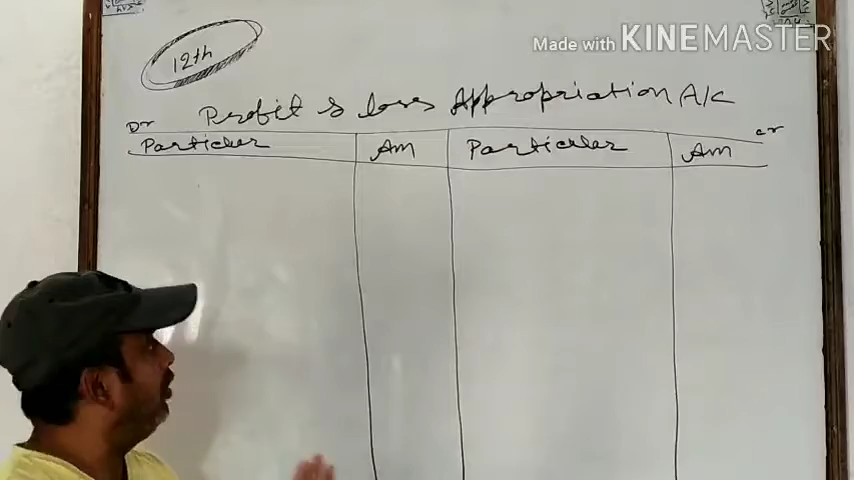 Made with KINEMASTER
12th
Profit & loss Appropriation A/c
Dr Cr
Particular Am Particular Am